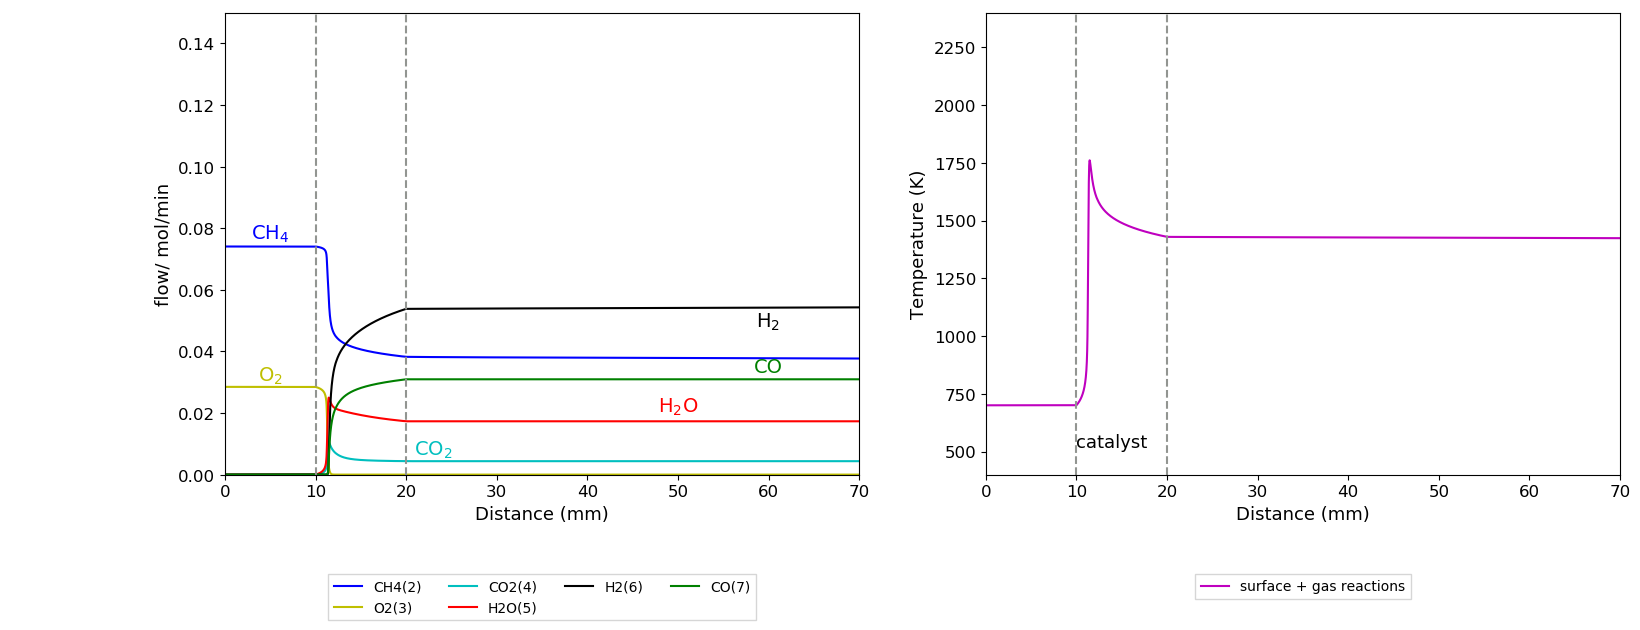 0.14
0.12
0.10
0.08
0.06
0.04
0.02
0.00
flow/ mol/min
CH₄
O₂
H₂
CO
H₂O
CO₂
0 10 20 30 40 50 60 70
Distance (mm)
CH4(2) CO2(4) H2(6) CO(7)
O2(3) H2O(5)
2250
2000
1750
1500
1250
1000
750
500
Temperature (K)
catalyst
0 10 20 30 40 50 60 70
Distance (mm)
surface + gas reactions